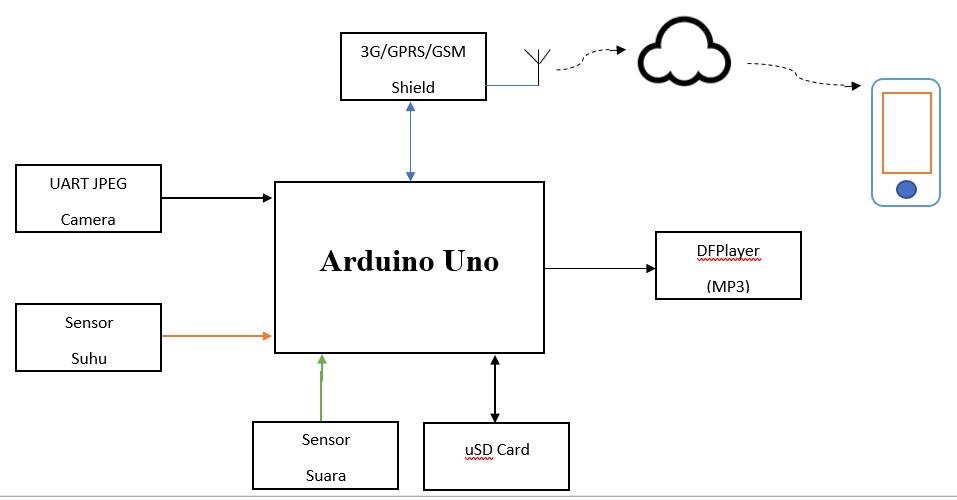 3G/GPRS/GSM
Shield
UART JPEG
Camera
Arduino Uno
DFPlayer
(MP3)
Sensor
Suhu
Sensor
Suara
uSD Card